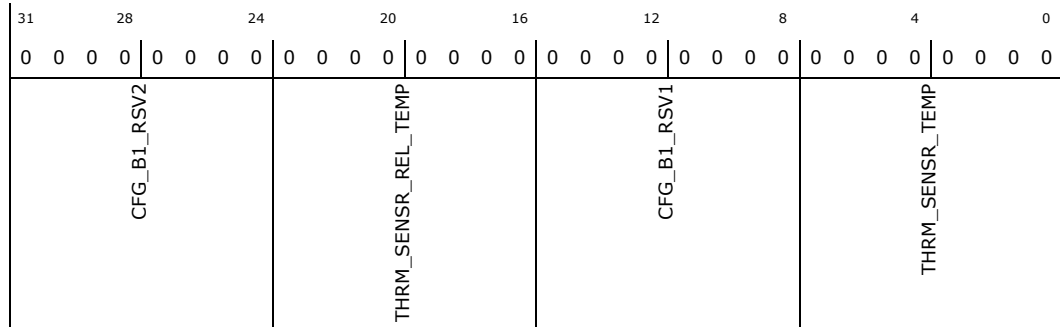 31 28 24 20 16 12 8 4 0
0 0 0 0 0 0 0 0 0 0 0 0 0 0 0 0 0 0 0 0 0 0 0 0 0 0 0 0 0 0 0 0
CFG_B1_RSV2
THRM_SENSR_REL_TEMP
CFG_B1_RSV1
THRM_SENSR_TEMP